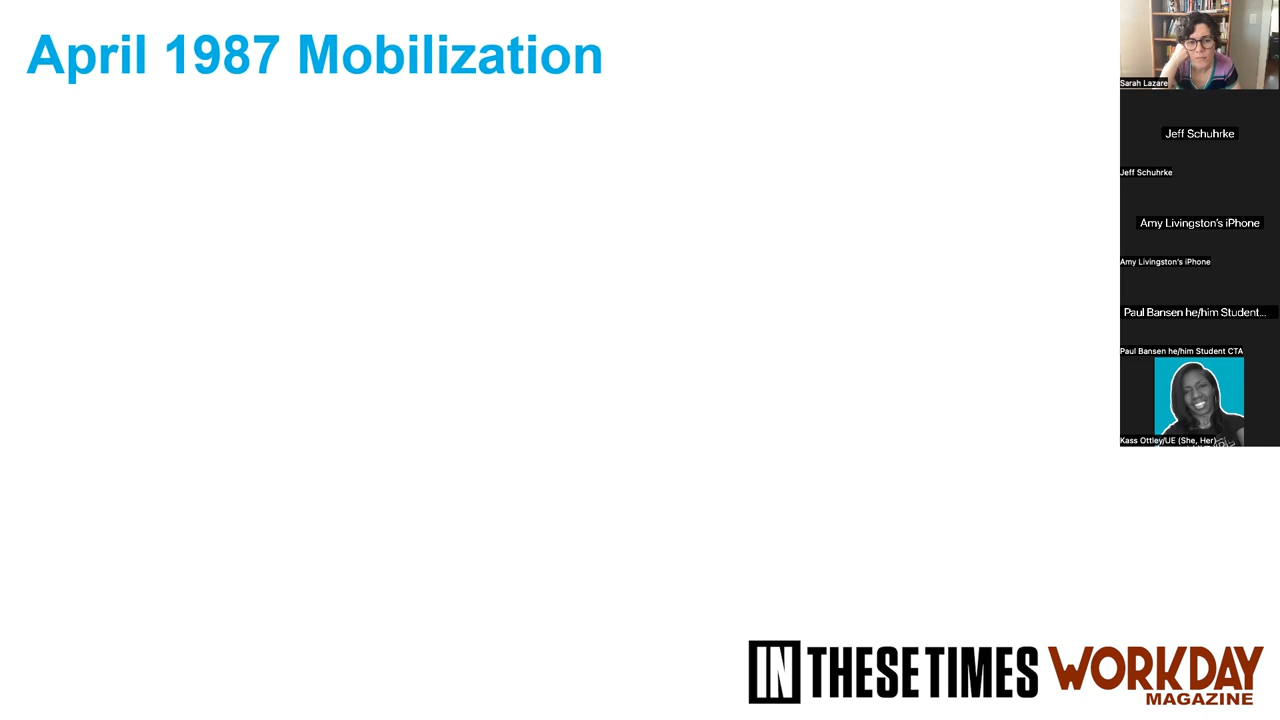 April 1987 Mobilization
Sarah Lazare
Jeff Schuhrke
Jeff Schuhrke
Amy Livingston's iPhone
Amy Livingston's iPhone
Paul Bansen he/him Student...
Paul Bansen he/him Student CTA
Kass Ottley/UE (She, Her)
IN THESE TIMES WORKDAY
MAGAZINE